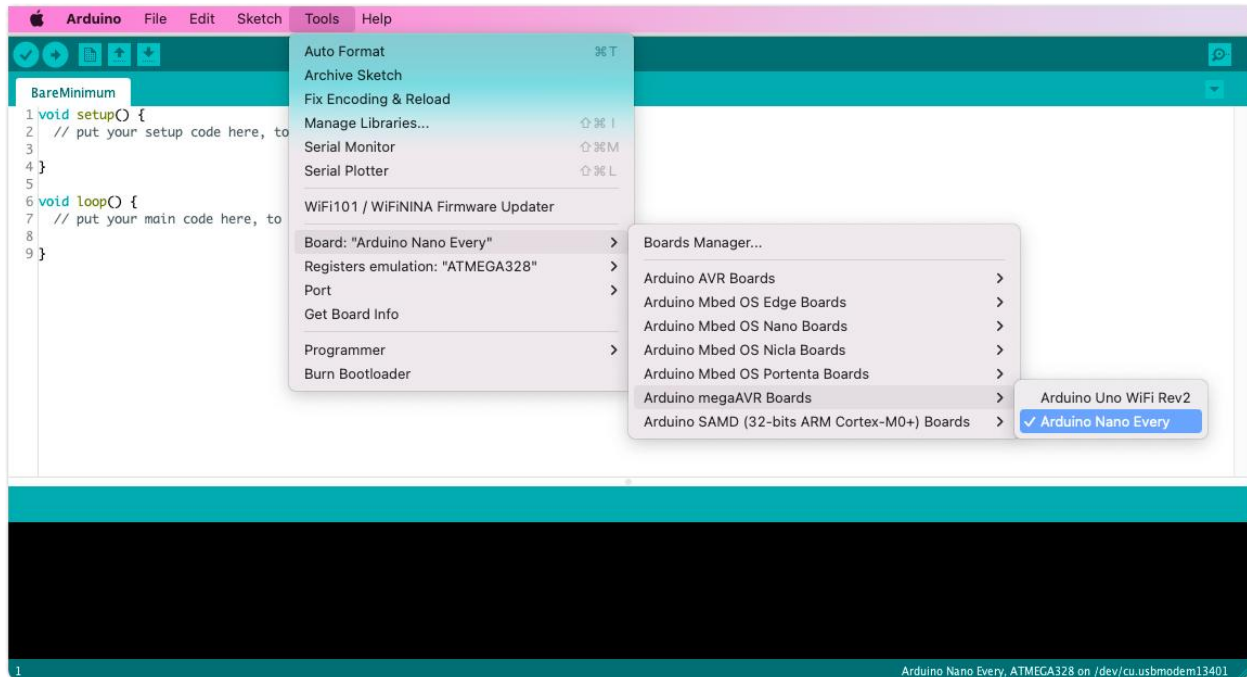 Arduino File Edit Sketch Tools Help
BareMinimum
1 void setup() {
2 // put your setup code here, to
3
4 }
5
6 void loop() {
7 // put your main code here, to
8
9 }
Auto Format ⌘T
Archive Sketch
Fix Encoding & Reload
Manage Libraries... ⇧⌘I
Serial Monitor ⇧⌘M
Serial Plotter ⇧⌘L
WiFi101 / WiFiNINA Firmware Updater
Board: "Arduino Nano Every"
Registers emulation: "ATMEGA328"
Port
Get Board Info
Programmer
Burn Bootloader
Boards Manager...
Arduino AVR Boards
Arduino Mbed OS Edge Boards
Arduino Mbed OS Nano Boards
Arduino Mbed OS Nicla Boards
Arduino Mbed OS Portenta Boards
Arduino megaAVR Boards
Arduino SAMD (32-bits ARM Cortex-M0+) Boards
Arduino Uno WiFi Rev2
✓ Arduino Nano Every
1 Arduino Nano Every, ATMEGA328 on /dev/cu.usbmodem13401